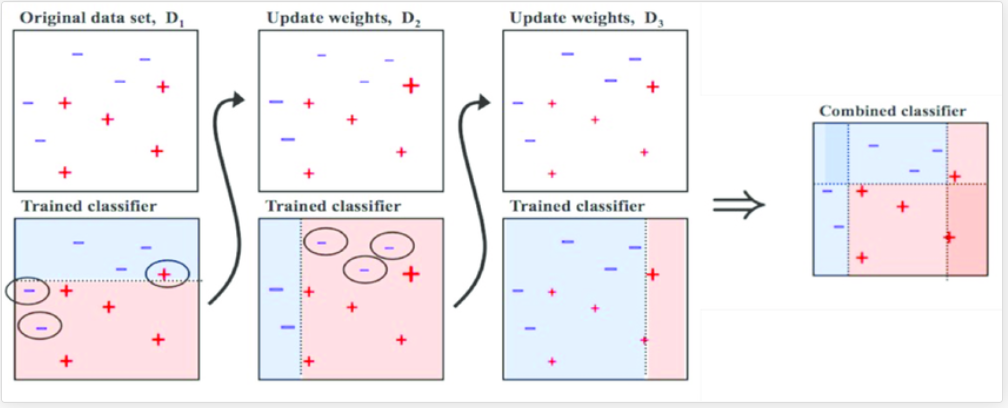 Original data set, D₁
Update weights, D₂
Update weights, D₃
Combined classifier
Trained classifier
Trained classifier
Trained classifier